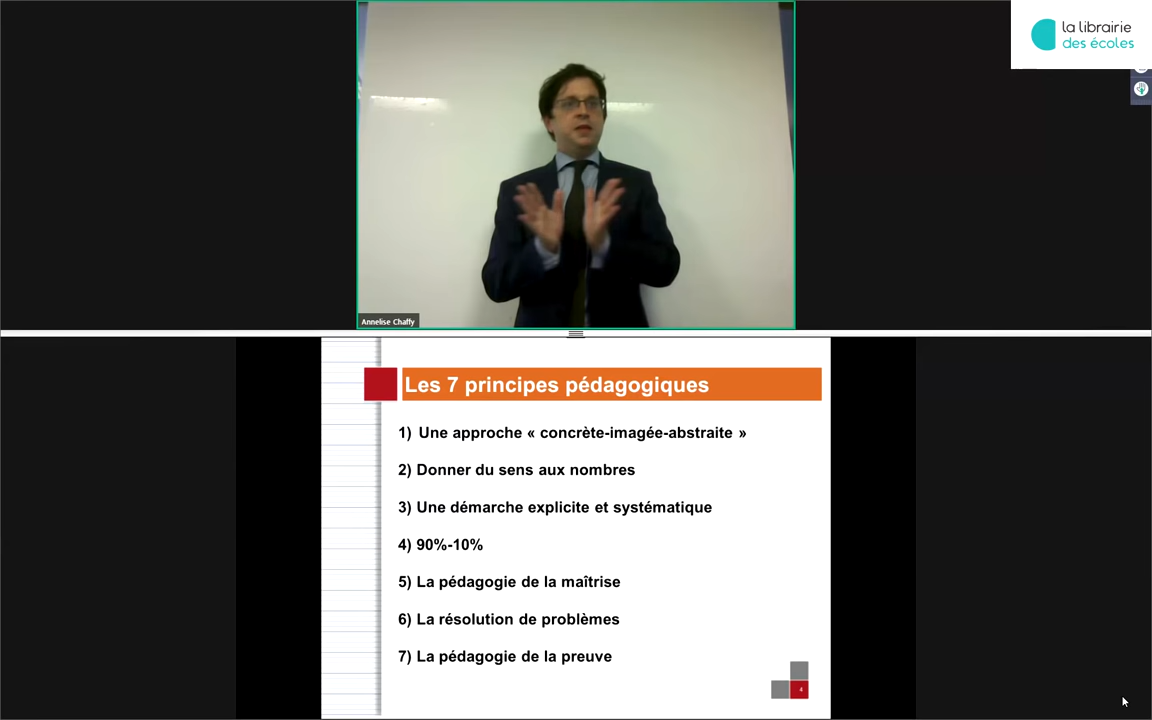 la librairie
des écoles
Annelise Chaffy
Les 7 principes pédagogiques
1) Une approche « concrète-imagée-abstraite »
2) Donner du sens aux nombres
3) Une démarche explicite et systématique
4) 90%-10%
5) La pédagogie de la maîtrise
6) La résolution de problèmes
7) La pédagogie de la preuve
4